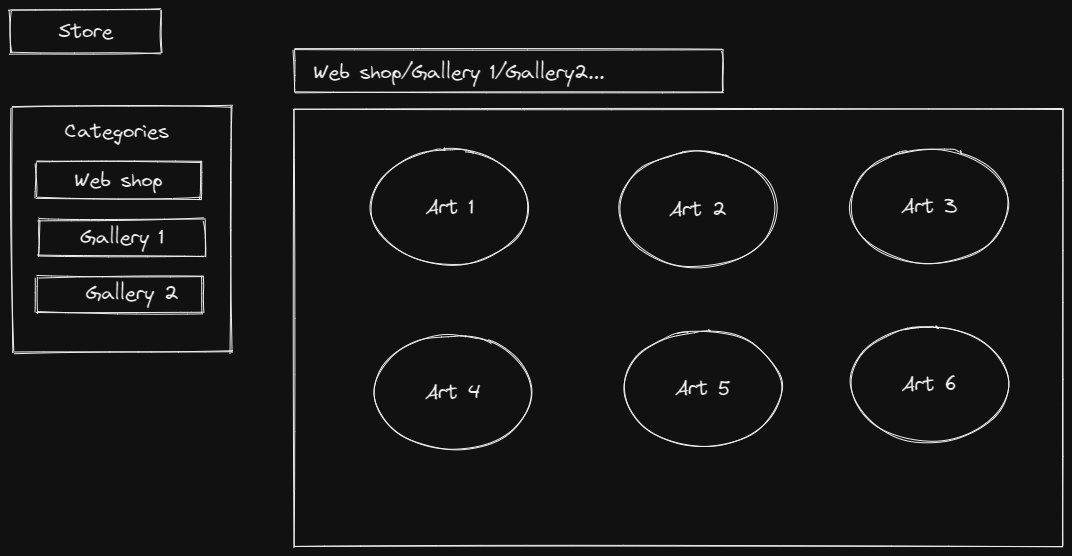 Store
Web shop/Gallery 1/Gallery2...
Categories
Web shop
Gallery 1
Gallery 2
Art 1
Art 2
Art 3
Art 4
Art 5
Art 6